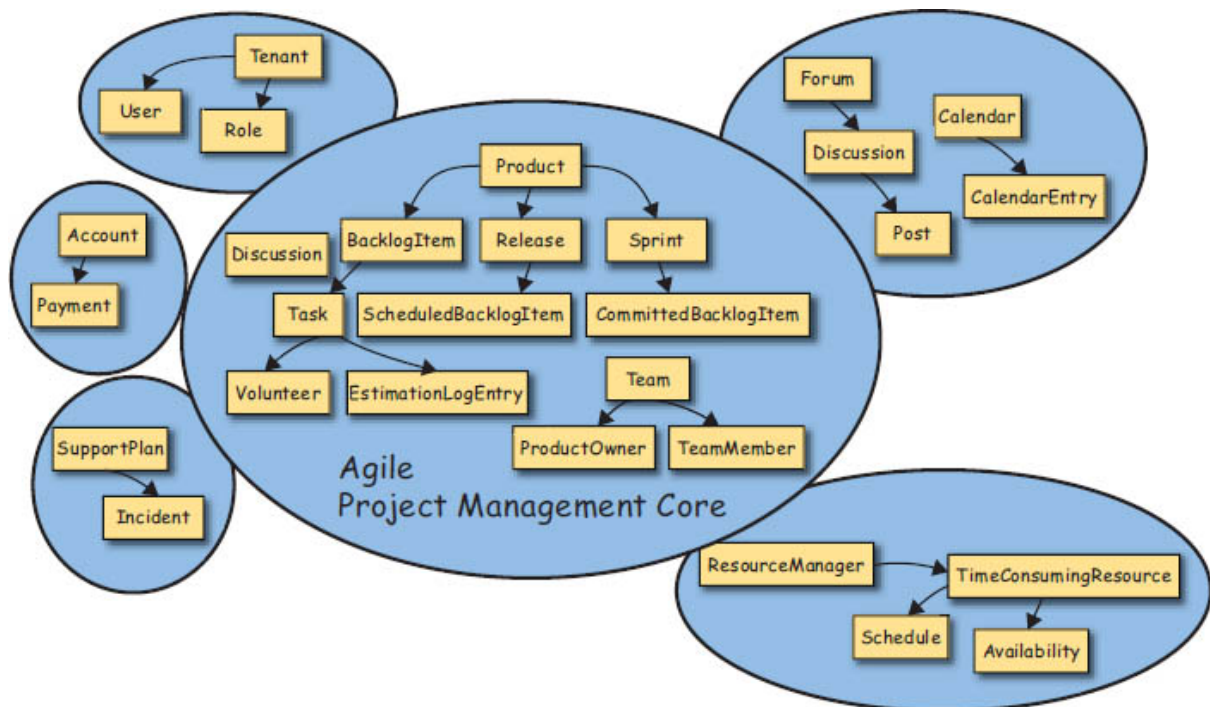 Tenant
User
Role
Forum
Calendar
Discussion
CalendarEntry
Post
Account
Payment
Product
BacklogItem
Release
Sprint
Discussion
Task
ScheduledBacklogItem
CommittedBacklogItem
Volunteer
EstimationLogEntry
Team
ProductOwner
TeamMember
Agile
Project Management Core
SupportPlan
Incident
ResourceManager
TimeConsumingResource
Schedule
Availability